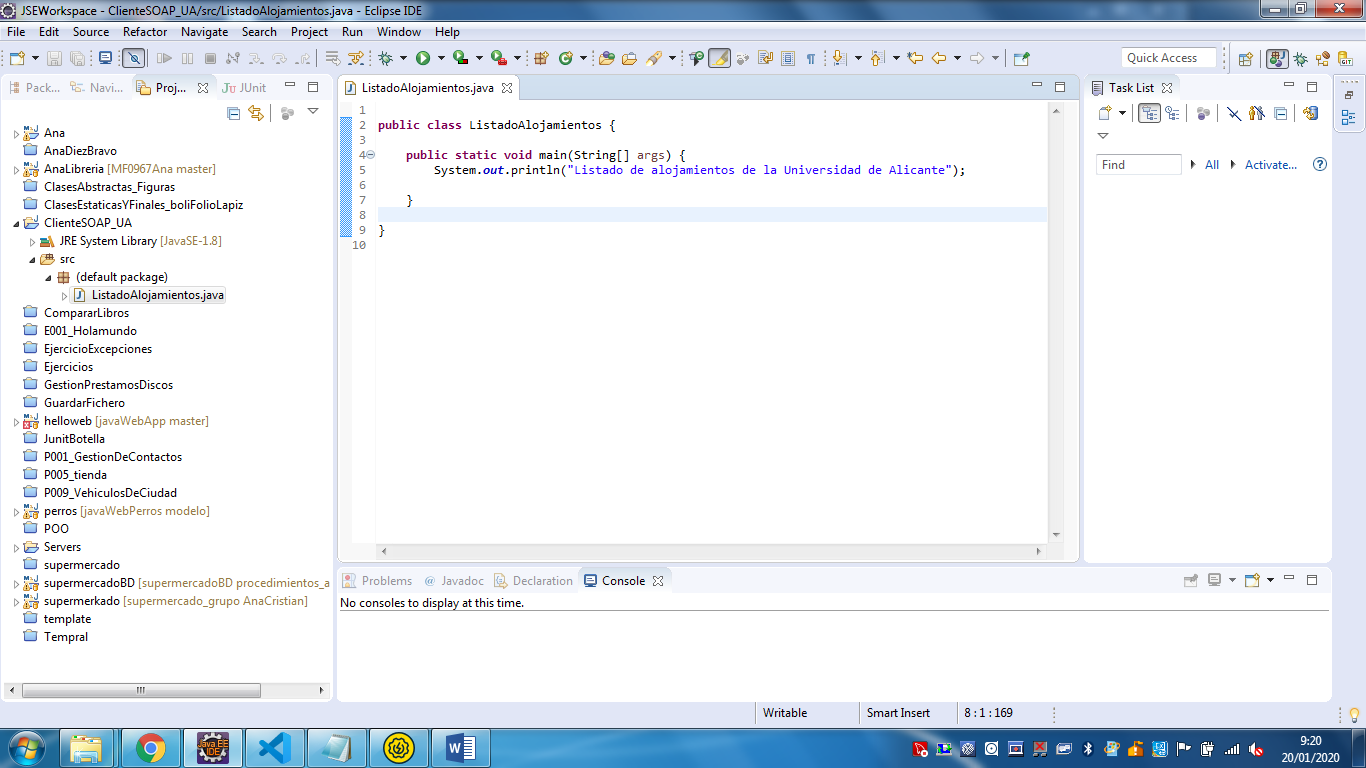 JSEWorkspace - ClienteSOAP_UA/src/ListadoAlojamientos.java - Eclipse IDE
File Edit Source Refactor Navigate Search Project Run Window Help
Quick Access
Pack... Navi... Proj... JUnit
Ana
AnaDiezBravo
AnaLibreria [MF0967Ana master]
ClasesAbstractas_Figuras
ClasesEstaticasYFinales_boliFolioLapiz
ClienteSOAP_UA
JRE System Library [JavaSE-1.8]
src
(default package)
ListadoAlojamientos.java
CompararLibros
E001_Holamundo
EjercicioExcepciones
Ejercicios
GestionPrestamosDiscos
GuardarFichero
helloweb [javaWebApp master]
JunitBotella
P001_GestionDeContactos
P005_tienda
P009_VehiculosDeCiudad
perros [javaWebPerros modelo]
POO
Servers
supermercado
supermercadoBD [supermercadoBD procedimientos_a
supermerkado [supermercado_grupo AnaCristian]
template
Tempral
ListadoAlojamientos.java
1
2 public class ListadoAlojamientos {
3
4 public static void main(String[] args) {
5 System.out.println("Listado de alojamientos de la Universidad de Alicante");
6
7 }
8
9 }
10
Task List
Find All Activate...
Problems @ Javadoc Declaration Console
No consoles to display at this time.
Writable Smart Insert 8 : 1 : 169
Java EE IDE
9:20
20/01/2020